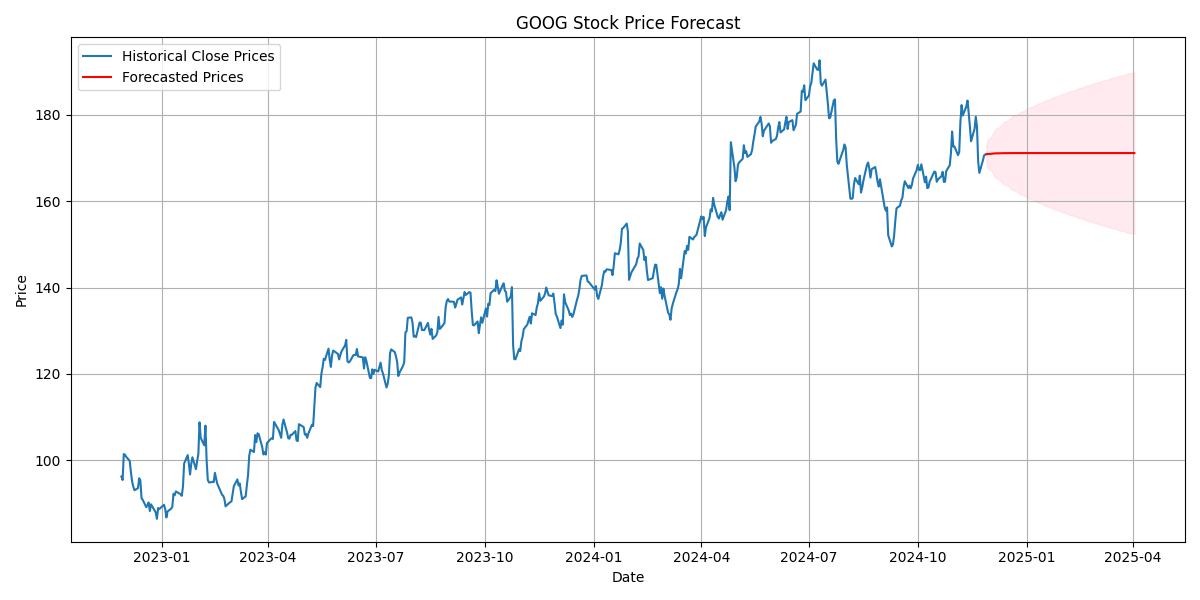 GOOG Stock Price Forecast
Historical Close Prices
Forecasted Prices
180
160
140
120
100
Price
2023-01 2023-04 2023-07 2023-10 2024-01 2024-04 2024-07 2024-10 2025-01 2025-04
Date